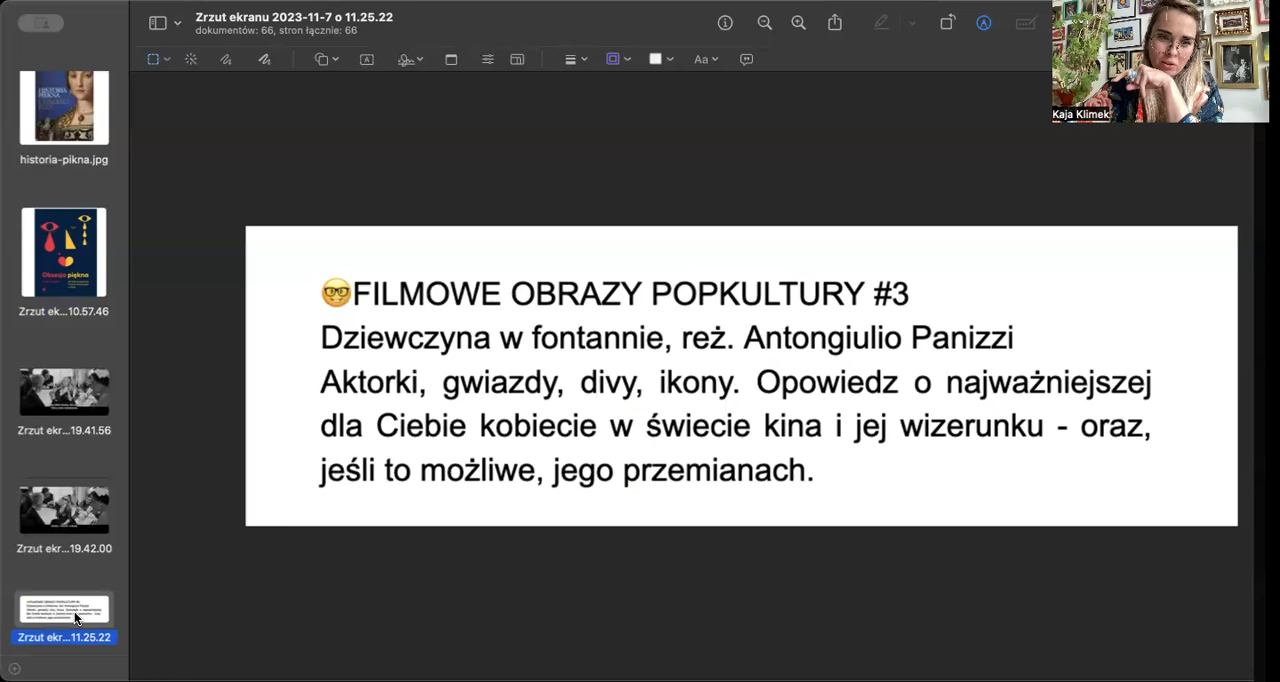 Zrzut ekranu 2023-11-7 o 11.25.22
dokumentów: 66, stron łącznie: 66
Aa
Kaja Klimek
HISTORIA
PIĘKNA
historia-pikna.jpg
Obsesja piękna
Zrzut ek...10.57.46
Zrzut ekr...19.41.56
Zrzut ekr...19.42.00
Zrzut ekr...11.25.22
🤓FILMOWE OBRAZY POPKULTURY #3
Dziewczyna w fontannie, reż. Antongiulio Panizzi
Aktorki, gwiazdy, divy, ikony. Opowiedz o najważniejszej
dla Ciebie kobiecie w świecie kina i jej wizerunku - oraz,
jeśli to możliwe, jego przemianach.